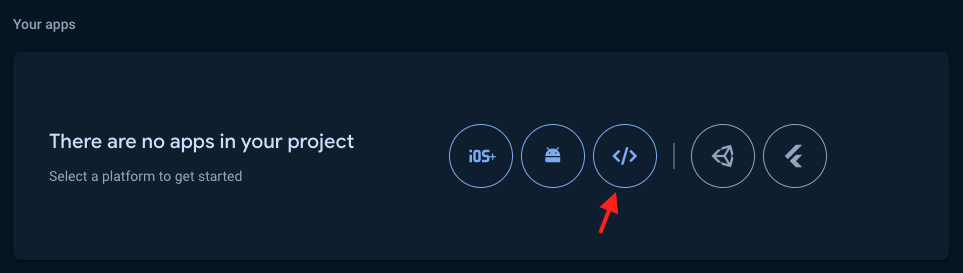 Your apps
There are no apps in your project
Select a platform to get started
iOS+
</>